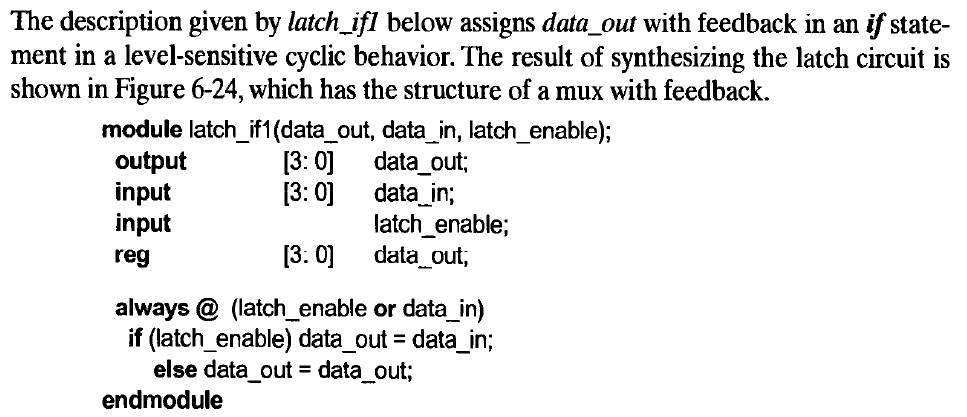 The description given by latch_if1 below assigns data_out with feedback in an if state-
ment in a level-sensitive cyclic behavior. The result of synthesizing the latch circuit is
shown in Figure 6-24, which has the structure of a mux with feedback.
module latch_if1(data_out, data_in, latch_enable);
output [3: 0] data_out;
input [3: 0] data_in;
input latch_enable;
reg [3: 0] data_out;
always @ (latch_enable or data_in)
if (latch_enable) data_out = data_in;
else data_out = data_out;
endmodule